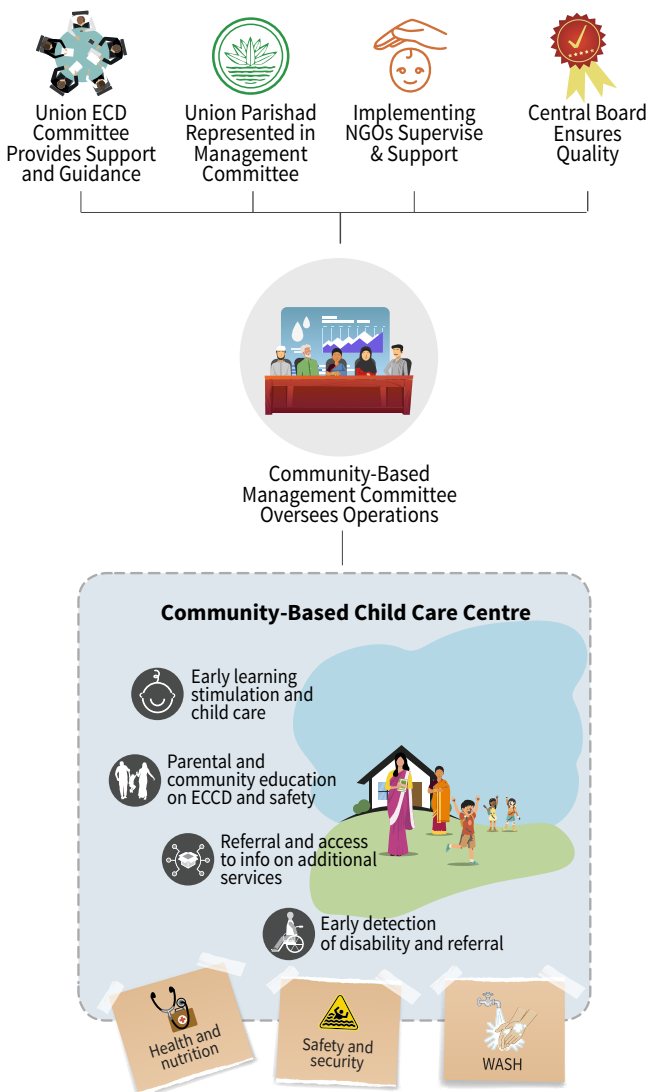 Union ECD
Committee
Provides Support
and Guidance
Union Parishad
Represented in
Management
Committee
Implementing
NGOs Supervise
& Support
Central Board
Ensures
Quality
Community-Based
Management Committee
Oversees Operations
Community-Based Child Care Centre
Early learning
stimulation and
child care
Parental and
community education
on ECCD and safety
Referral and access
to info on additional
services
Early detection
of disability and referral
Health and
nutrition
Safety and
security
WASH